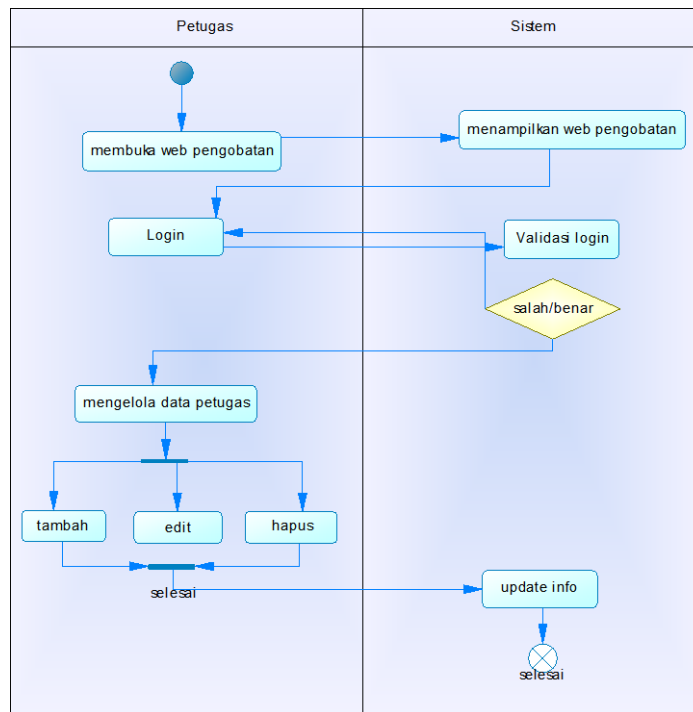 Petugas
Sistem
membuka web pengobatan
menampilkan web pengobatan
Login
Validasi login
salah/benar
mengelola data petugas
tambah
edit
hapus
selesai
update info
selesai